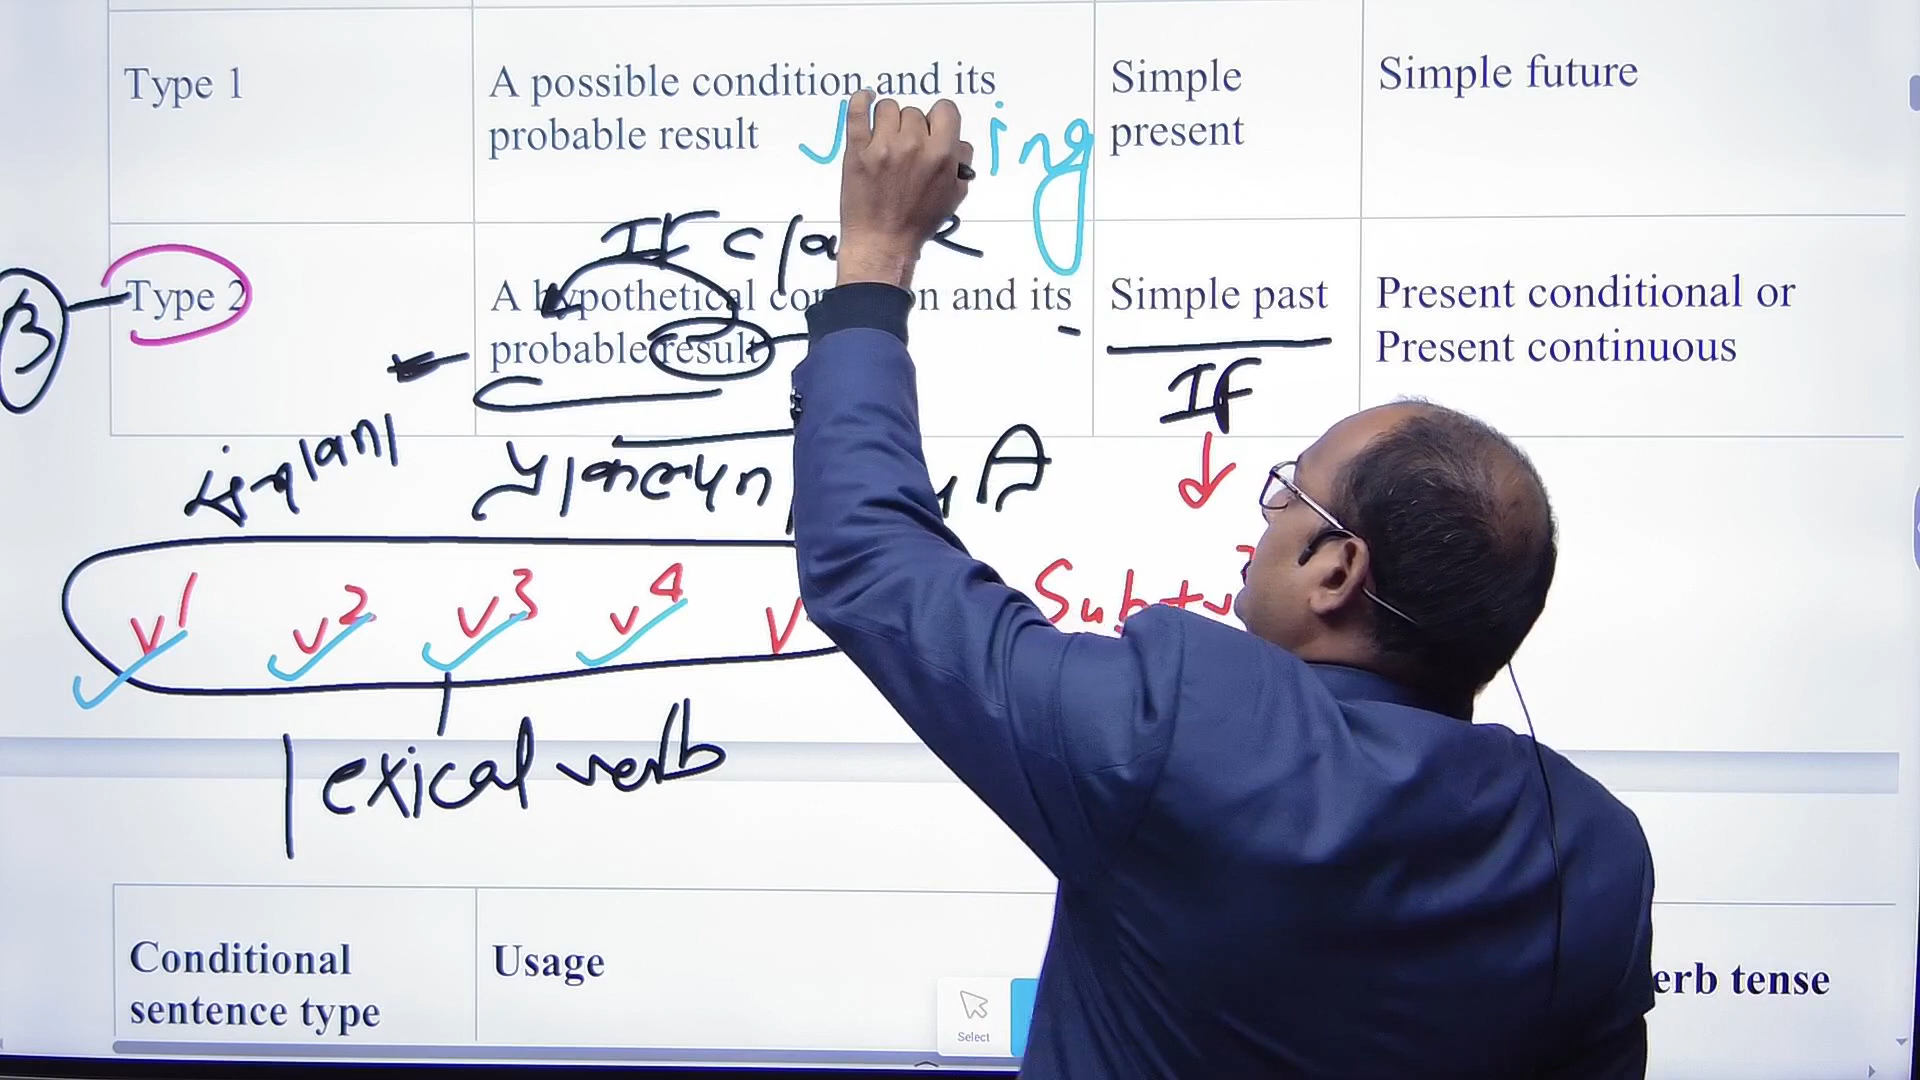 Type 1
A possible condition and its
probable result
Simple
present
Simple future
ing
IF
Type 2
A hypothetical and its
probable result
Simple past
Present conditional or
Present continuous
B
IF
A
V1 V2 V3 V4 V
lexical verb
Conditional
sentence type
Usage
erb tense
Select